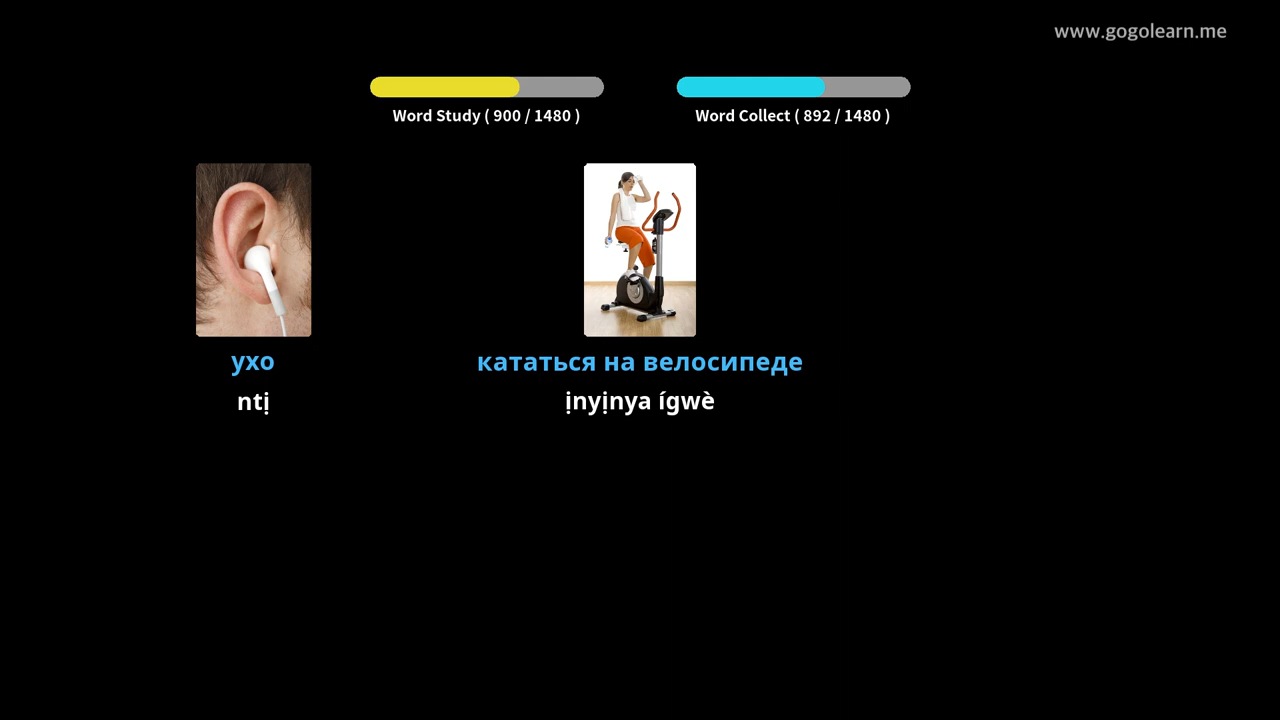 www.gogolearn.me
Word Study ( 900 / 1480 )
Word Collect ( 892 / 1480 )
ухо
кататься на велосипеде
ntị
ịnyịnya ígwè